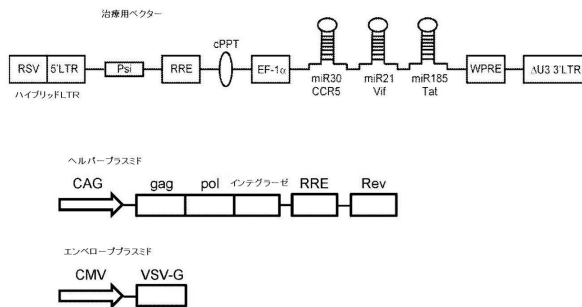 治療用ベクター
cPPT
RSV 5'LTR Psi RRE EF-1α miR30 miR21 miR185 WPRE ΔU3 3'LTR
CCR5 Vif Tat
ハイブリッドLTR
ヘルパープラスミド
CAG gag pol インテグラーゼ RRE Rev
エンベローププラスミド
CMV VSV-G